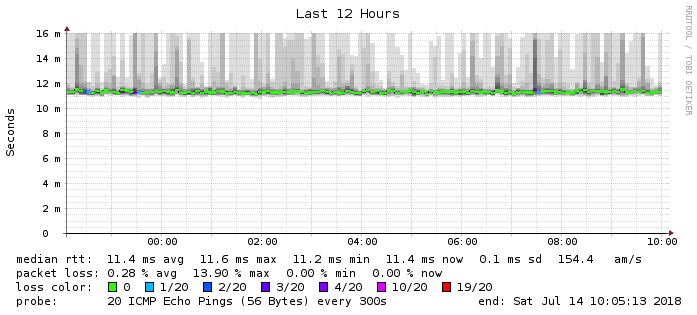 Last 12 Hours
RRDTOOL / TOBI OETIKER
Seconds
16 m
14 m
12 m
10 m
8 m
6 m
4 m
2 m
0
00:00 02:00 04:00 06:00 08:00 10:00
median rtt: 11.4 ms avg 11.6 ms max 11.2 ms min 11.4 ms now 0.1 ms sd 154.4 am/s
packet loss: 0.28 % avg 13.90 % max 0.00 % min 0.00 % now
loss color: 0 1/20 2/20 3/20 4/20 10/20 19/20
probe: 20 ICMP Echo Pings (56 Bytes) every 300s end: Sat Jul 14 10:05:13 2018